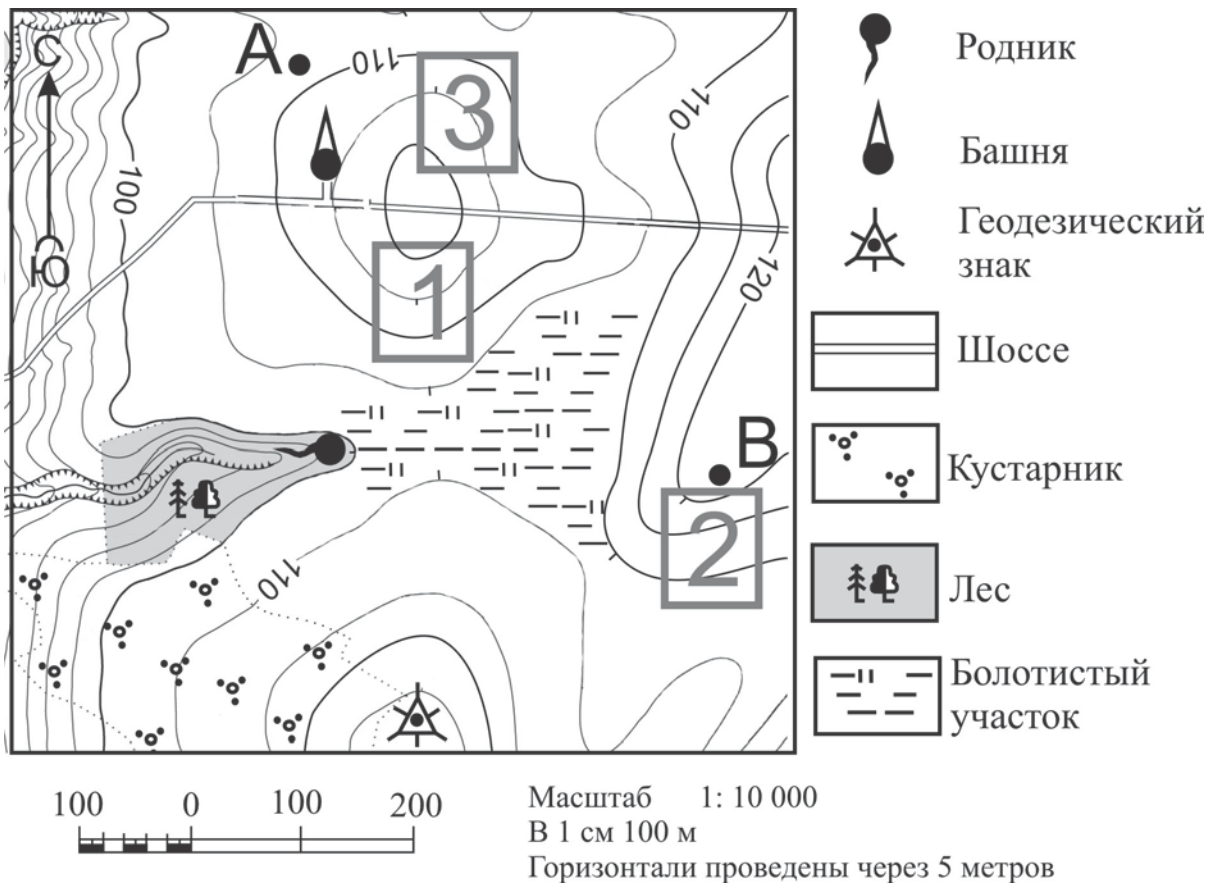 С
Ю
А
В
110
100
110
120
110
3
1
2
Родник
Башня
Геодезический
знак
Шоссе
Кустарник
Лес
Болотистый
участок
100 0 100 200
Масштаб 1: 10 000
В 1 см 100 м
Горизонтали проведены через 5 метров